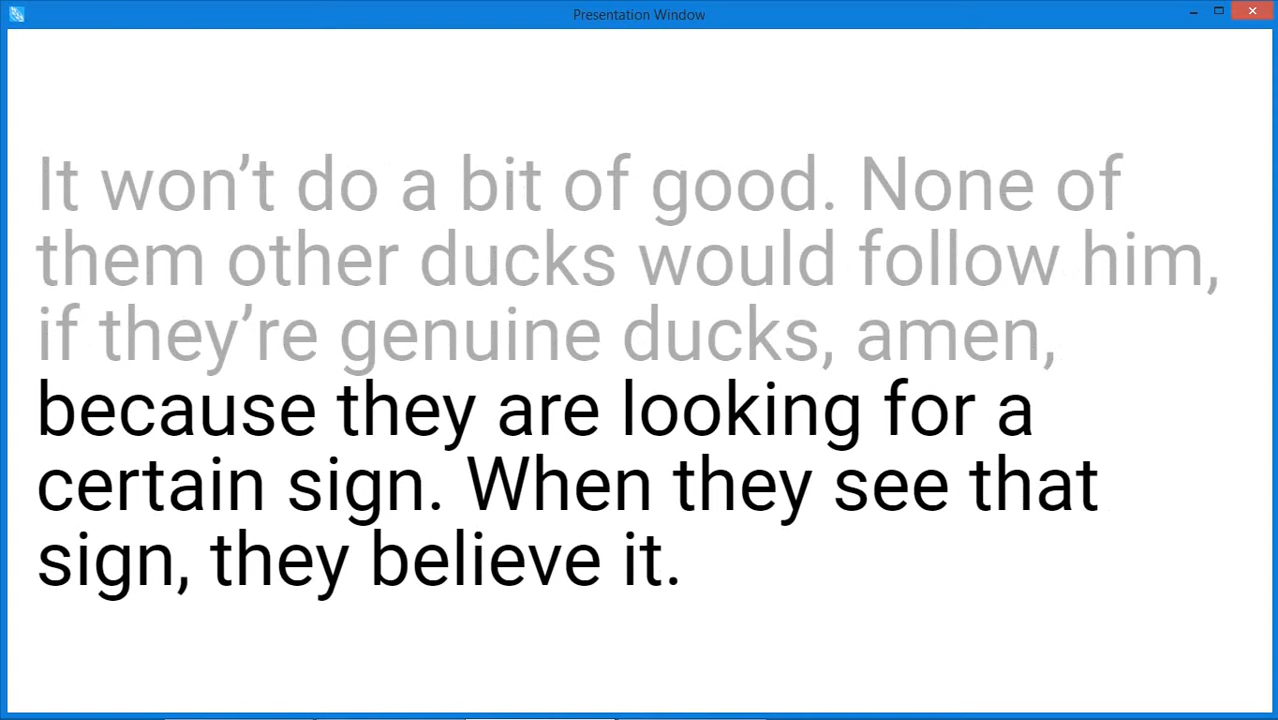 Presentation Window
It won’t do a bit of good. None of
them other ducks would follow him,
if they’re genuine ducks, amen,
because they are looking for a
certain sign. When they see that
sign, they believe it.